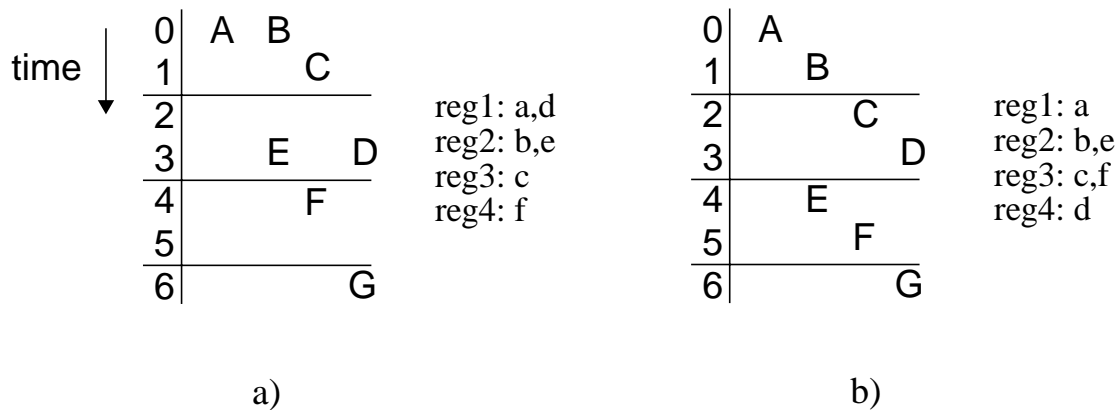 0 A B
time 1 C
2
3 E D
4 F
5
6 G
reg1: a,d
reg2: b,e
reg3: c
reg4: f
a)
0 A
1 B
2 C
3 D
4 E
5 F
6 G
reg1: a
reg2: b,e
reg3: c,f
reg4: d
b)